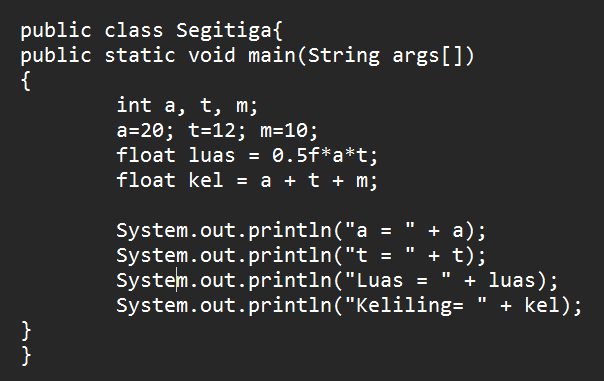 public class Segitiga{
public static void main(String args[])
{
        int a, t, m;
        a=20; t=12; m=10;
        float luas = 0.5f*a*t;
        float kel = a + t + m;

        System.out.println("a = " + a);
        System.out.println("t = " + t);
        System.out.println("Luas = " + luas);
        System.out.println("Keliling= " + kel);
}
}